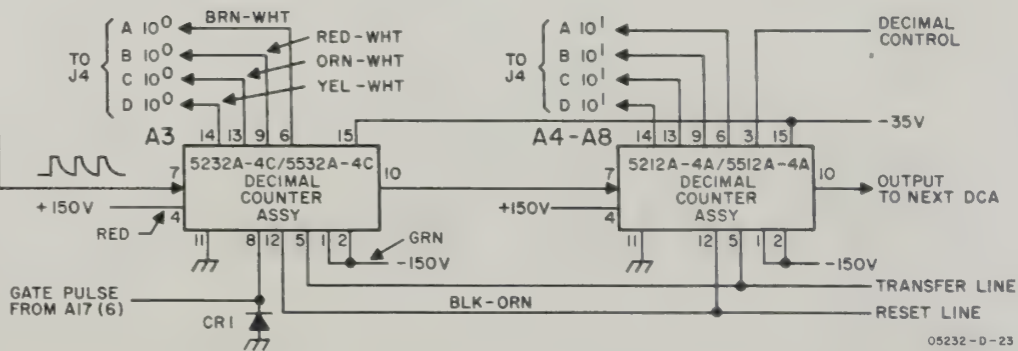 BRN-WHT
A 10⁰
B 10⁰
C 10⁰
D 10⁰
TO
J4
RED-WHT
ORN-WHT
YEL-WHT
A3
14 13 9 6 15
7
4
5232A-4C/5532A-4C
DECIMAL
COUNTER
ASSY
10
+150V
RED
11 8 12 5 1 2
GRN
-150V
GATE PULSE
FROM A17 (6)
CR1
BLK-ORN
A 10¹
B 10¹
C 10¹
D 10¹
TO
J4
DECIMAL
CONTROL
-35V
A4-A8
14 13 9 6 3 15
7
4
5212A-4A/5512A-4A
DECIMAL
COUNTER
ASSY
10
OUTPUT
TO NEXT DCA
+150V
11 12 5 1 2
-150V
TRANSFER LINE
RESET LINE
05232-D-23